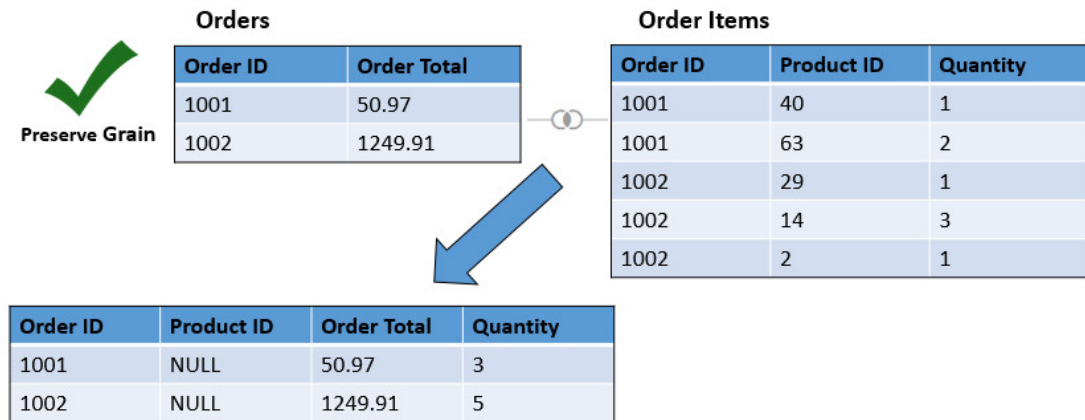 Orders
Order ID Order Total
1001 50.97
1002 1249.91
Preserve Grain
Order Items
Order ID Product ID Quantity
1001 40 1
1001 63 2
1002 29 1
1002 14 3
1002 2 1
Order ID Product ID Order Total Quantity
1001 NULL 50.97 3
1002 NULL 1249.91 5